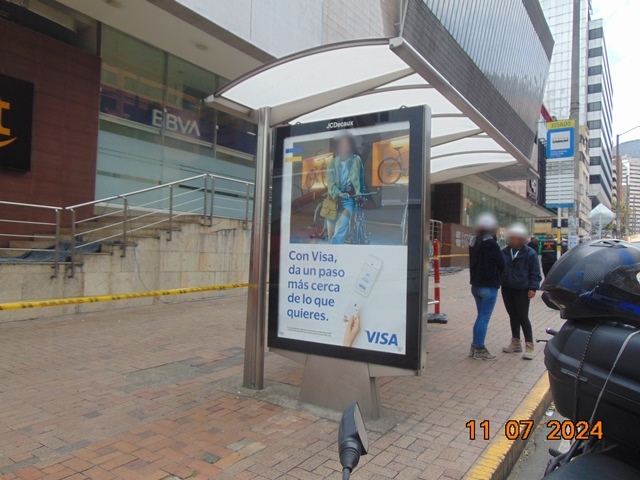 JCDecaux
BBVA
Con Visa,
da un paso
más cerca
de lo que
quieres.
VISA
11 07 2024